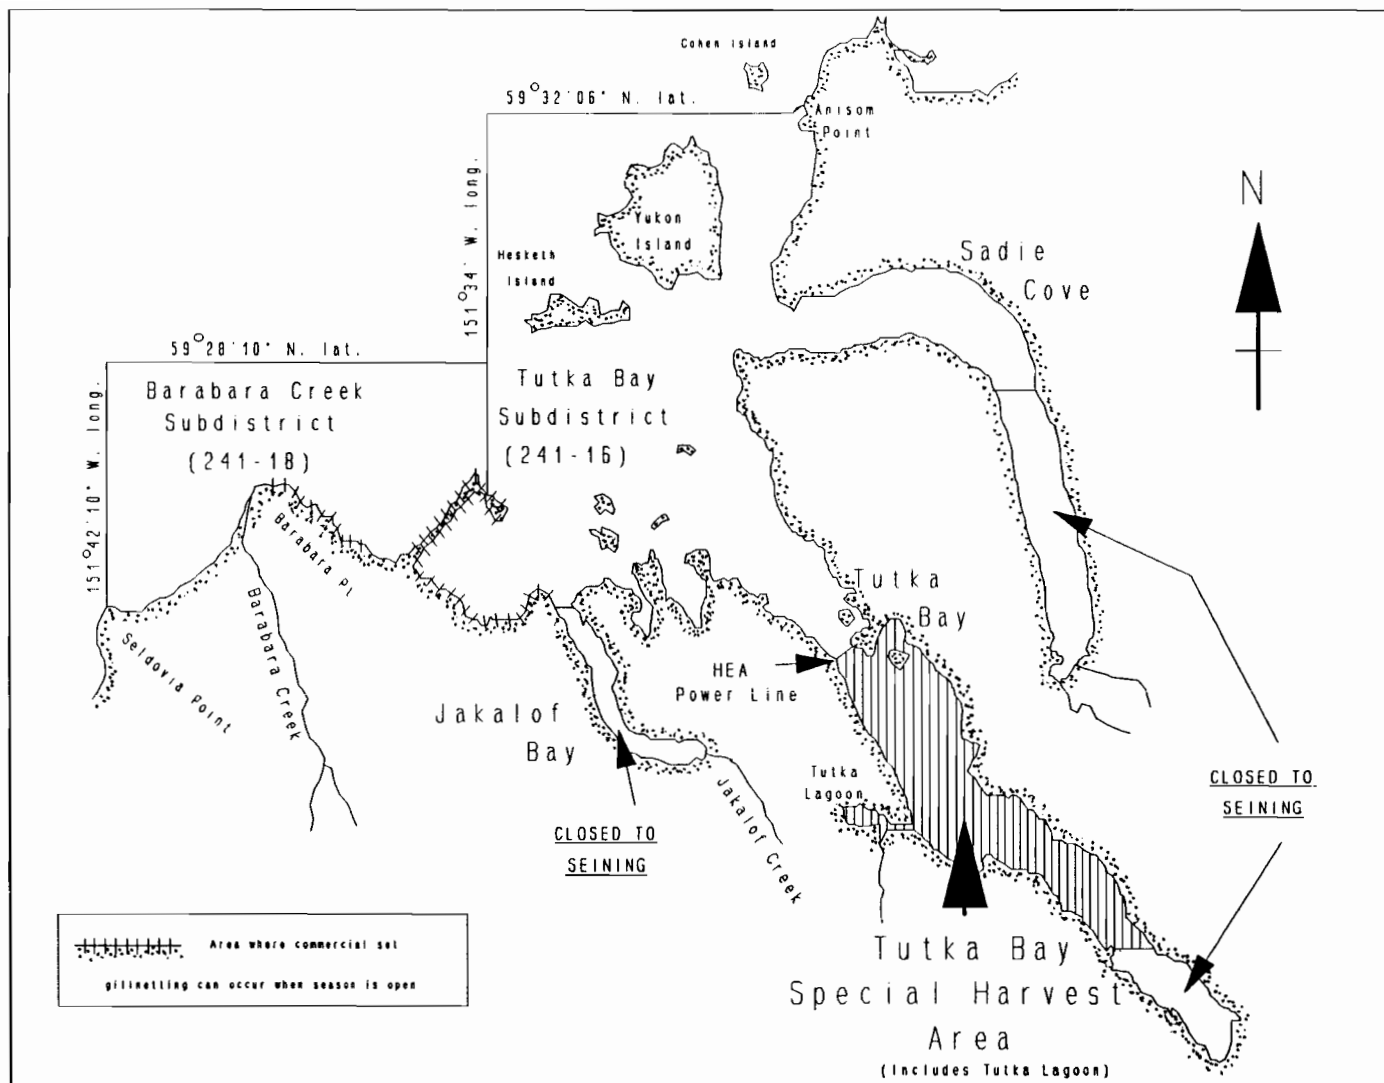 Cohen Island
59°32'06" N. lat.
Anisom
Point
151°34' W. long.
N
Yukon
Island
Sadie
Cove
Hesketh
Island
59°28'10" N. lat.
151°42'10" W. long.
Barabara Creek
Subdistrict
(241-18)
Tutka Bay
Subdistrict
(241-16)
Barabara Pt.
Barabara Creek
Seldovia Point
Tutka
Bay
HEA
Power Line
Jakalof
Bay
Tutka
Lagoon
Jakalof Creek
CLOSED TO
SEINING
CLOSED TO
SEINING
Area where commercial set
gillnetting can occur when season is open
Tutka Bay
Special Harvest
Area
(Includes Tutka Lagoon)